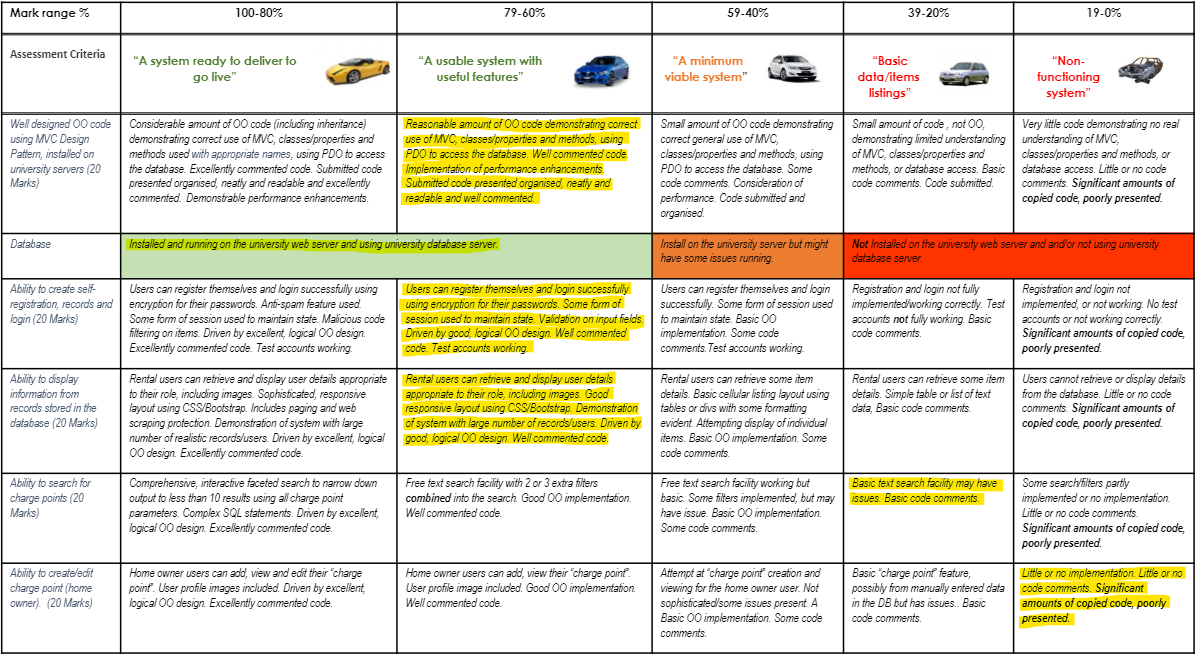 Mark range %
100-80%
79-60%
59-40%
39-20%
19-0%
Assessment Criteria
“A system ready to deliver to
go live”
“A usable system with
useful features”
“A minimum
viable system”
“Basic
data/items
listings”
“Non-
functioning
system”
Well designed OO code
using MVC Design
Pattern, installed on
university servers (20
Marks)
Considerable amount of OO code (including inheritance)
demonstrating correct use of MVC, classes/properties and
methods used with appropriate names, using PDO to access
the database. Excellently commented code. Submitted code
presented organised, neatly and readable and excellently
commented. Demonstrable performance enhancements.
Reasonable amount of OO code demonstrating correct
use of MVC, classes/properties and methods, using
PDO to access the database. Well commented code.
Implementation of performance enhancements.
Submitted code presented organised, neatly and
readable and well commented.
Small amount of OO code demonstrating
correct general use of MVC,
classes/properties and methods, using
PDO to access the database. Some
code comments. Consideration of
performance. Code submitted and
organised.
Small amount of code , not OO,
demonstrating limited understanding
of MVC, classes/properties and
methods, or database access. Basic
code comments. Code submitted.
Very little code demonstrating no real
understanding of MVC,
classes/properties and methods, or
database access. Little or no code
comments. Significant amounts of
copied code, poorly presented.
Database
Installed and running on the university web server and using university database server.
Install on the university server but might
have some issues running.
Not Installed on the university web server and and/or not using university
database server.
Ability to create self-
registration, records and
login (20 Marks)
Users can register themselves and login successfully using
encryption for their passwords. Anti-spam feature used.
Some form of session used to maintain state. Malicious code
filtering on items. Driven by excellent, logical OO design.
Excellently commented code. Test accounts working.
Users can register themselves and login successfully
using encryption for their passwords. Some form of
session used to maintain state. Validation on input fields.
Driven by good, logical OO design. Well commented
code. Test accounts working.
Users can register themselves and login
successfully. Some form of session used
to maintain state. Basic OO
implementation. Some code
comments.Test accounts working.
Registration and login not fully
implemented/working correctly. Test
accounts not fully working. Basic
code comments.
Registration and login not
implemented, or not working. No test
accounts or not working correctly.
Significant amounts of copied code,
poorly presented.
Ability to display
information from
records stored in the
database (20 Marks)
Rental users can retrieve and display user details appropriate
to their role, including images. Sophisticated, responsive
layout using CSS/Bootstrap. Includes paging and web
scraping protection. Demonstration of system with large
number of realistic records/users. Driven by excellent, logical
OO design. Excellently commented code.
Rental users can retrieve and display user details
appropriate to their role, including images. Good
responsive layout using CSS/Bootstrap. Demonstration
of system with large number of records/users. Driven by
good, logical OO design. Well commented code.
Rental users can retrieve some item
details. Basic cellular listing layout using
tables or divs with some formatting
evident. Attempting display of individual
items. Basic OO implementation. Some
code comments.
Rental users can retrieve some item
details. Simple table or list of text
data, Basic code comments.
Users cannot retrieve or display details
from the database. Little or no code
comments. Significant amounts of
copied code, poorly presented.
Ability to search for
charge points (20
Marks)
Comprehensive, interactive faceted search to narrow down
output to less than 10 results using all charge point
parameters. Complex SQL statements. Driven by excellent,
logical OO design. Excellently commented code.
Free text search facility with 2 or 3 extra filters
combined into the search. Good OO implementation.
Well commented code.
Free text search facility working but
basic. Some filters implemented, but may
have issue. Basic OO implementation.
Some code comments.
Basic text search facility may have
issues. Basic code comments.
Some search/filters partly
implemented or no implementation.
Little or no code comments.
Significant amounts of copied code,
poorly presented.
Ability to create/edit
charge point (home
owner). (20 Marks)
Home owner users can add, view and edit their “charge
point”. User profile images included. Driven by excellent,
logical OO design. Excellently commented code.
Home owner users can add, view their “charge point”.
User profile image included. Good OO implementation.
Well commented code.
Attempt at “charge point” creation and
viewing for the home owner user. Not
sophisticated/some issues present. A
Basic OO implementation. Some code
comments.
Basic “charge point” feature,
possibly from manually entered data
in the DB but has issues.. Basic
code comments.
Little or no implementation. Little or no
code comments. Significant
amounts of copied code, poorly
presented.